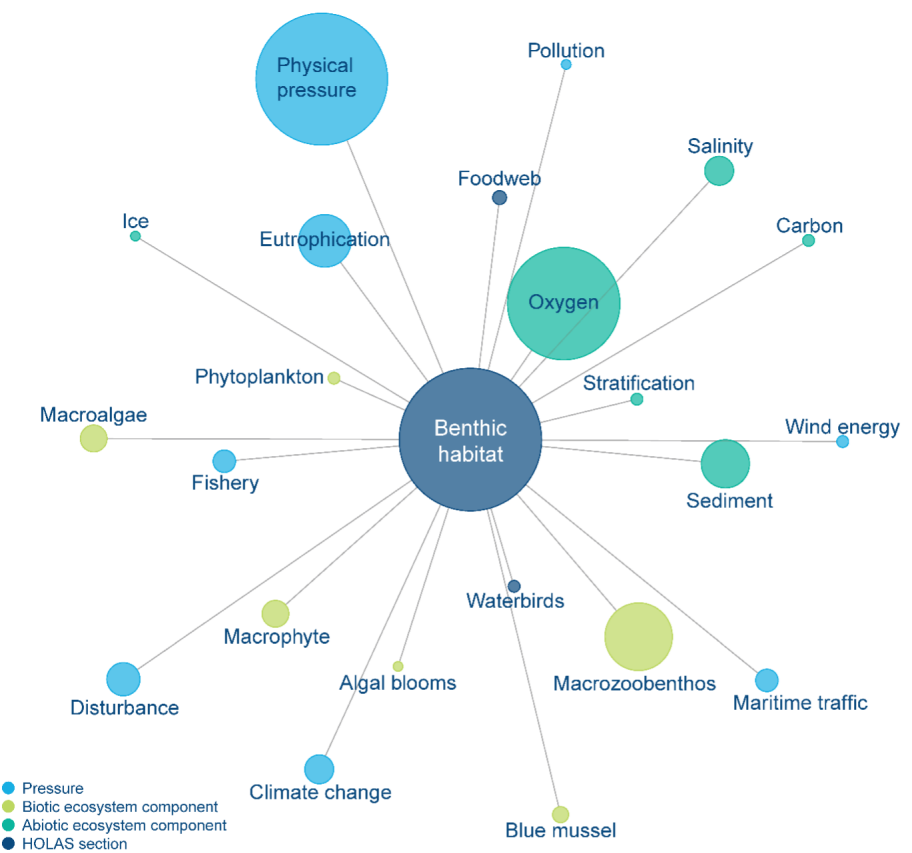 Pollution
Physical
pressure
Salinity
Foodweb
Ice
Carbon
Eutrophication
Oxygen
Phytoplankton
Stratification
Macroalgae
Wind energy
Benthic
habitat
Fishery
Sediment
Waterbirds
Macrophyte
Algal blooms
Macrozoobenthos
Maritime traffic
Disturbance
Climate change
Blue mussel
Pressure
Biotic ecosystem component
Abiotic ecosystem component
HOLAS section